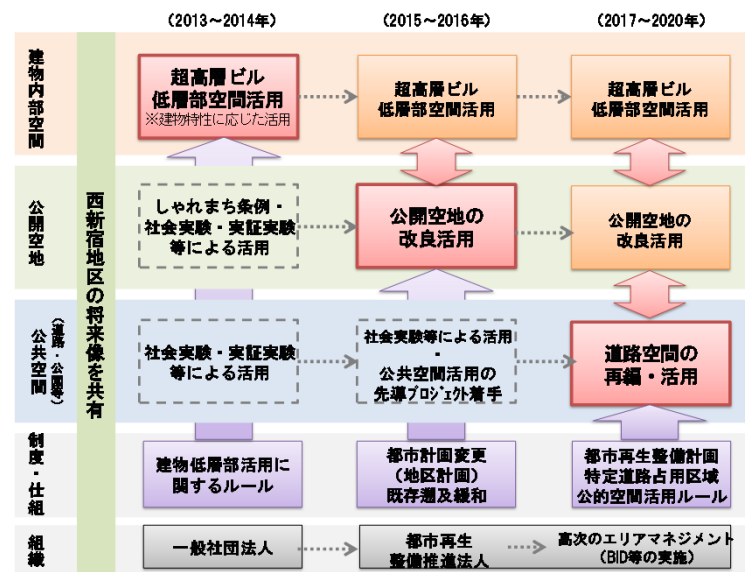 （2013～2014年）
（2015～2016年）
（2017～2020年）
西新宿地区の将来像を共有
建物内部空間
超高層ビル
低層部空間活用
※建物特性に応じた活用
超高層ビル
低層部空間活用
超高層ビル
低層部空間活用
公開空地
しゃれまち条例・
社会実験・実証実験
等による活用
公開空地の
改良活用
公開空地の
改良活用
公共空間
（道路・公園等）
社会実験・実証実験
等による活用
社会実験等による活用
・
公共空間活用の
先導ﾌﾟﾛｼﾞｪｸﾄ着手
道路空間の
再編・活用
制度・仕組
建物低層部活用に
関するルール
都市計画変更
（地区計画）
既存遡及緩和
都市再生整備計画
特定道路占用区域
公的空間活用ルール
組織
一般社団法人
都市再生
整備推進法人
高次のエリアマネジメント
（BID等の実施）